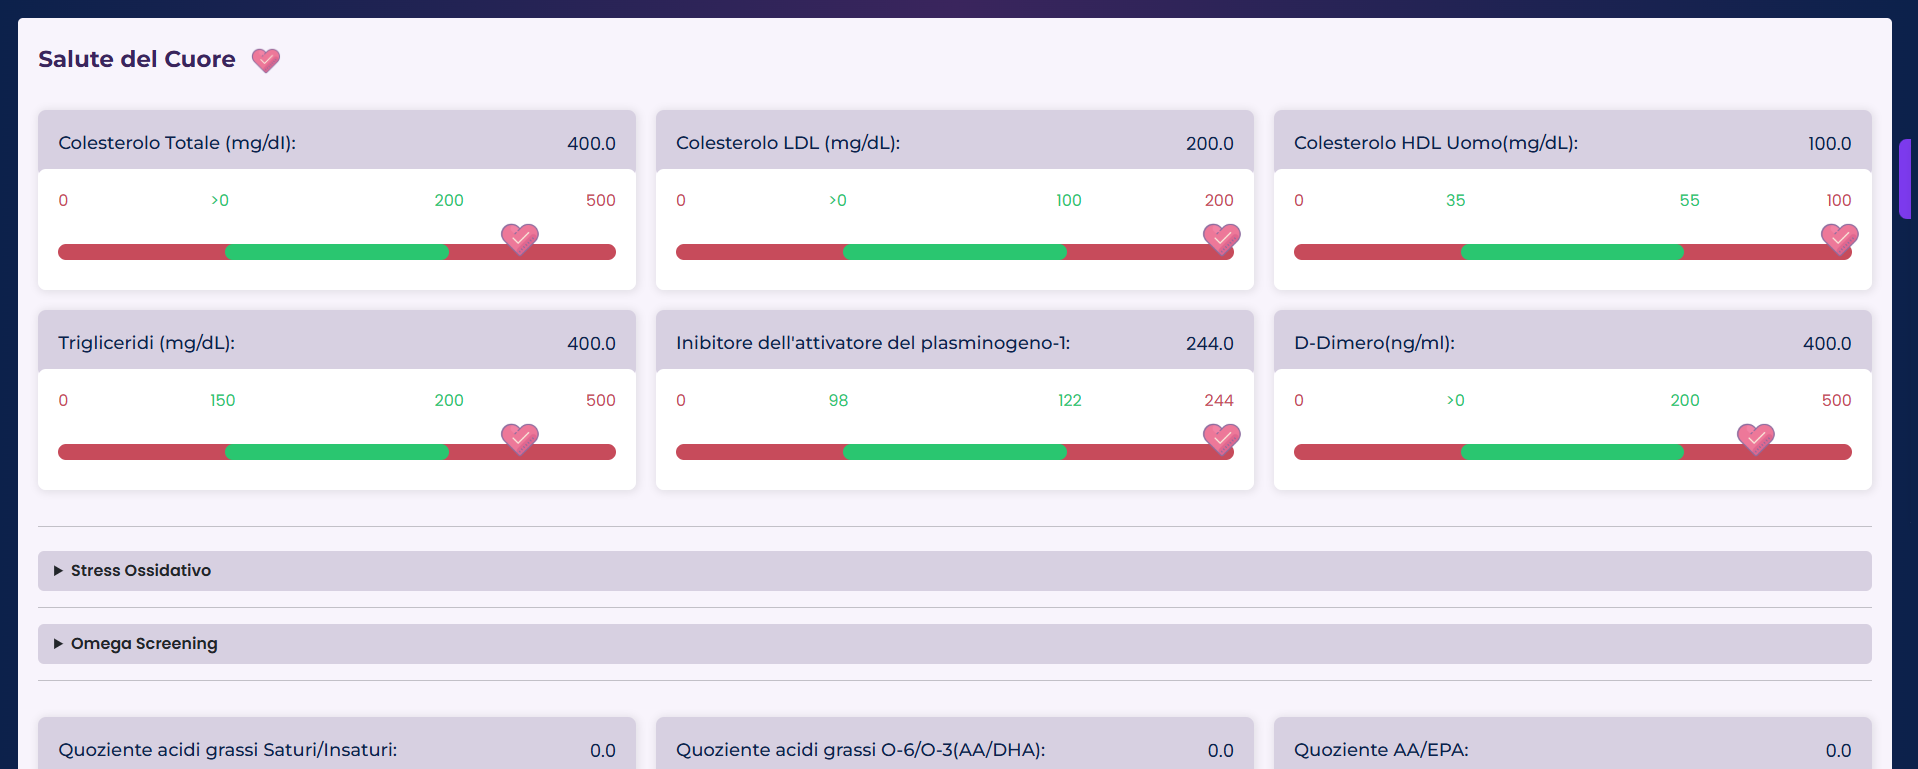 Salute del Cuore
Colesterolo Totale (mg/dl): 400.0
0 >0 200 500
Colesterolo LDL (mg/dL): 200.0
0 >0 100 200
Colesterolo HDL Uomo(mg/dL): 100.0
0 35 55 100
Trigliceridi (mg/dL): 400.0
0 150 200 500
Inibitore dell'attivatore del plasminogeno-1: 244.0
0 98 122 244
D-Dimero(ng/ml): 400.0
0 >0 200 500
Stress Ossidativo
Omega Screening
Quoziente acidi grassi Saturi/Insaturi: 0.0
Quoziente acidi grassi O-6/O-3(AA/DHA): 0.0
Quoziente AA/EPA: 0.0